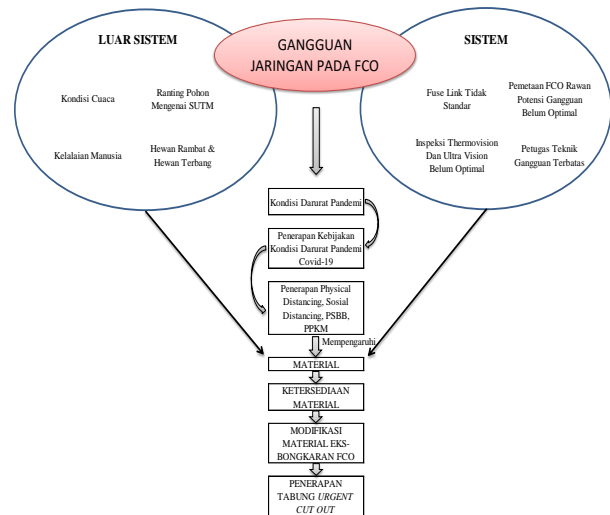 LUAR SISTEM
GANGGUAN
JARINGAN PADA FCO
SISTEM
Kondisi Cuaca
Ranting Pohon
Mengenai SUTM
Kelalaian Manusia
Hewan Rambat &
Hewan Terbang
Fuse Link Tidak
Standar
Pemetaan FCO Rawan
Potensi Gangguan
Belum Optimal
Inspeksi Thermovision
Dan Ultra Vision
Belum Optimal
Petugas Teknik
Gangguan Terbatas
Kondisi Darurat Pandemi
Penerapan Kebijakan
Kondisi Darurat Pandemi
Covid-19
Penerapan Physical
Distancing, Sosial
Distancing, PSBB,
PPKM
Mempengaruhi
MATERIAL
KETERSEDIAAN
MATERIAL
MODIFIKASI
MATERIAL EKS-
BONGKARAN FCO
PENERAPAN
TABUNG URGENT
CUT OUT